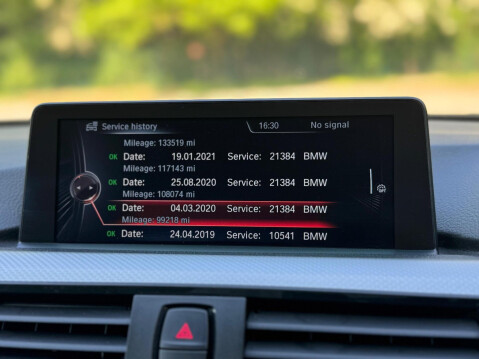 Service history 16:30 No signal
Mileage: 133519 mi
OK Date: 19.01.2021 Service: 21384 BMW
Mileage: 117143 mi
OK Date: 25.08.2020 Service: 21384 BMW
Mileage: 108074 mi
OK Date: 04.03.2020 Service: 21384 BMW
Mileage: 99218 mi
OK Date: 24.04.2019 Service: 10541 BMW